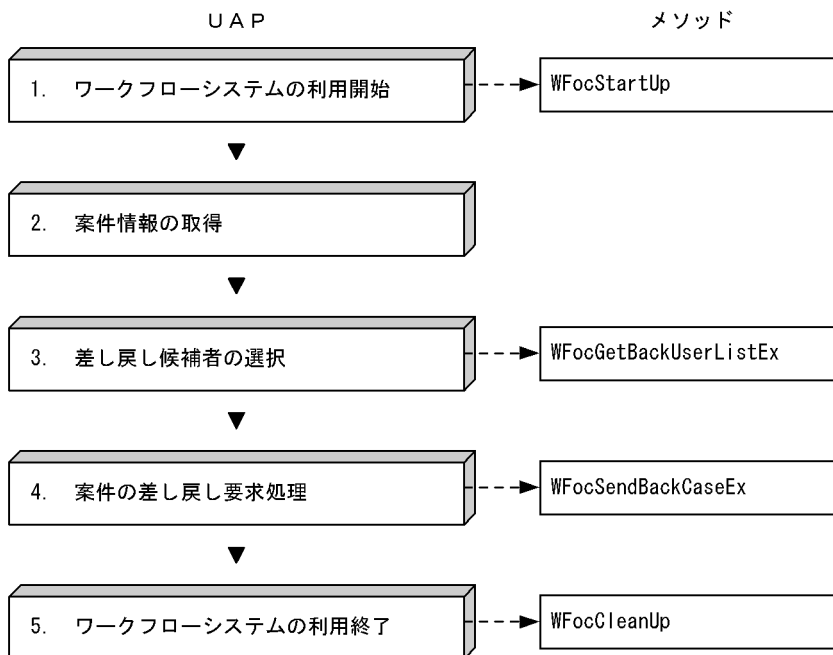 ＵＡＰ メソッド
1. ワークフローシステムの利用開始 WFocStartUp
2. 案件情報の取得
3. 差し戻し候補者の選択 WFocGetBackUserListEx
4. 案件の差し戻し要求処理 WFocSendBackCaseEx
5. ワークフローシステムの利用終了 WFocCleanUp